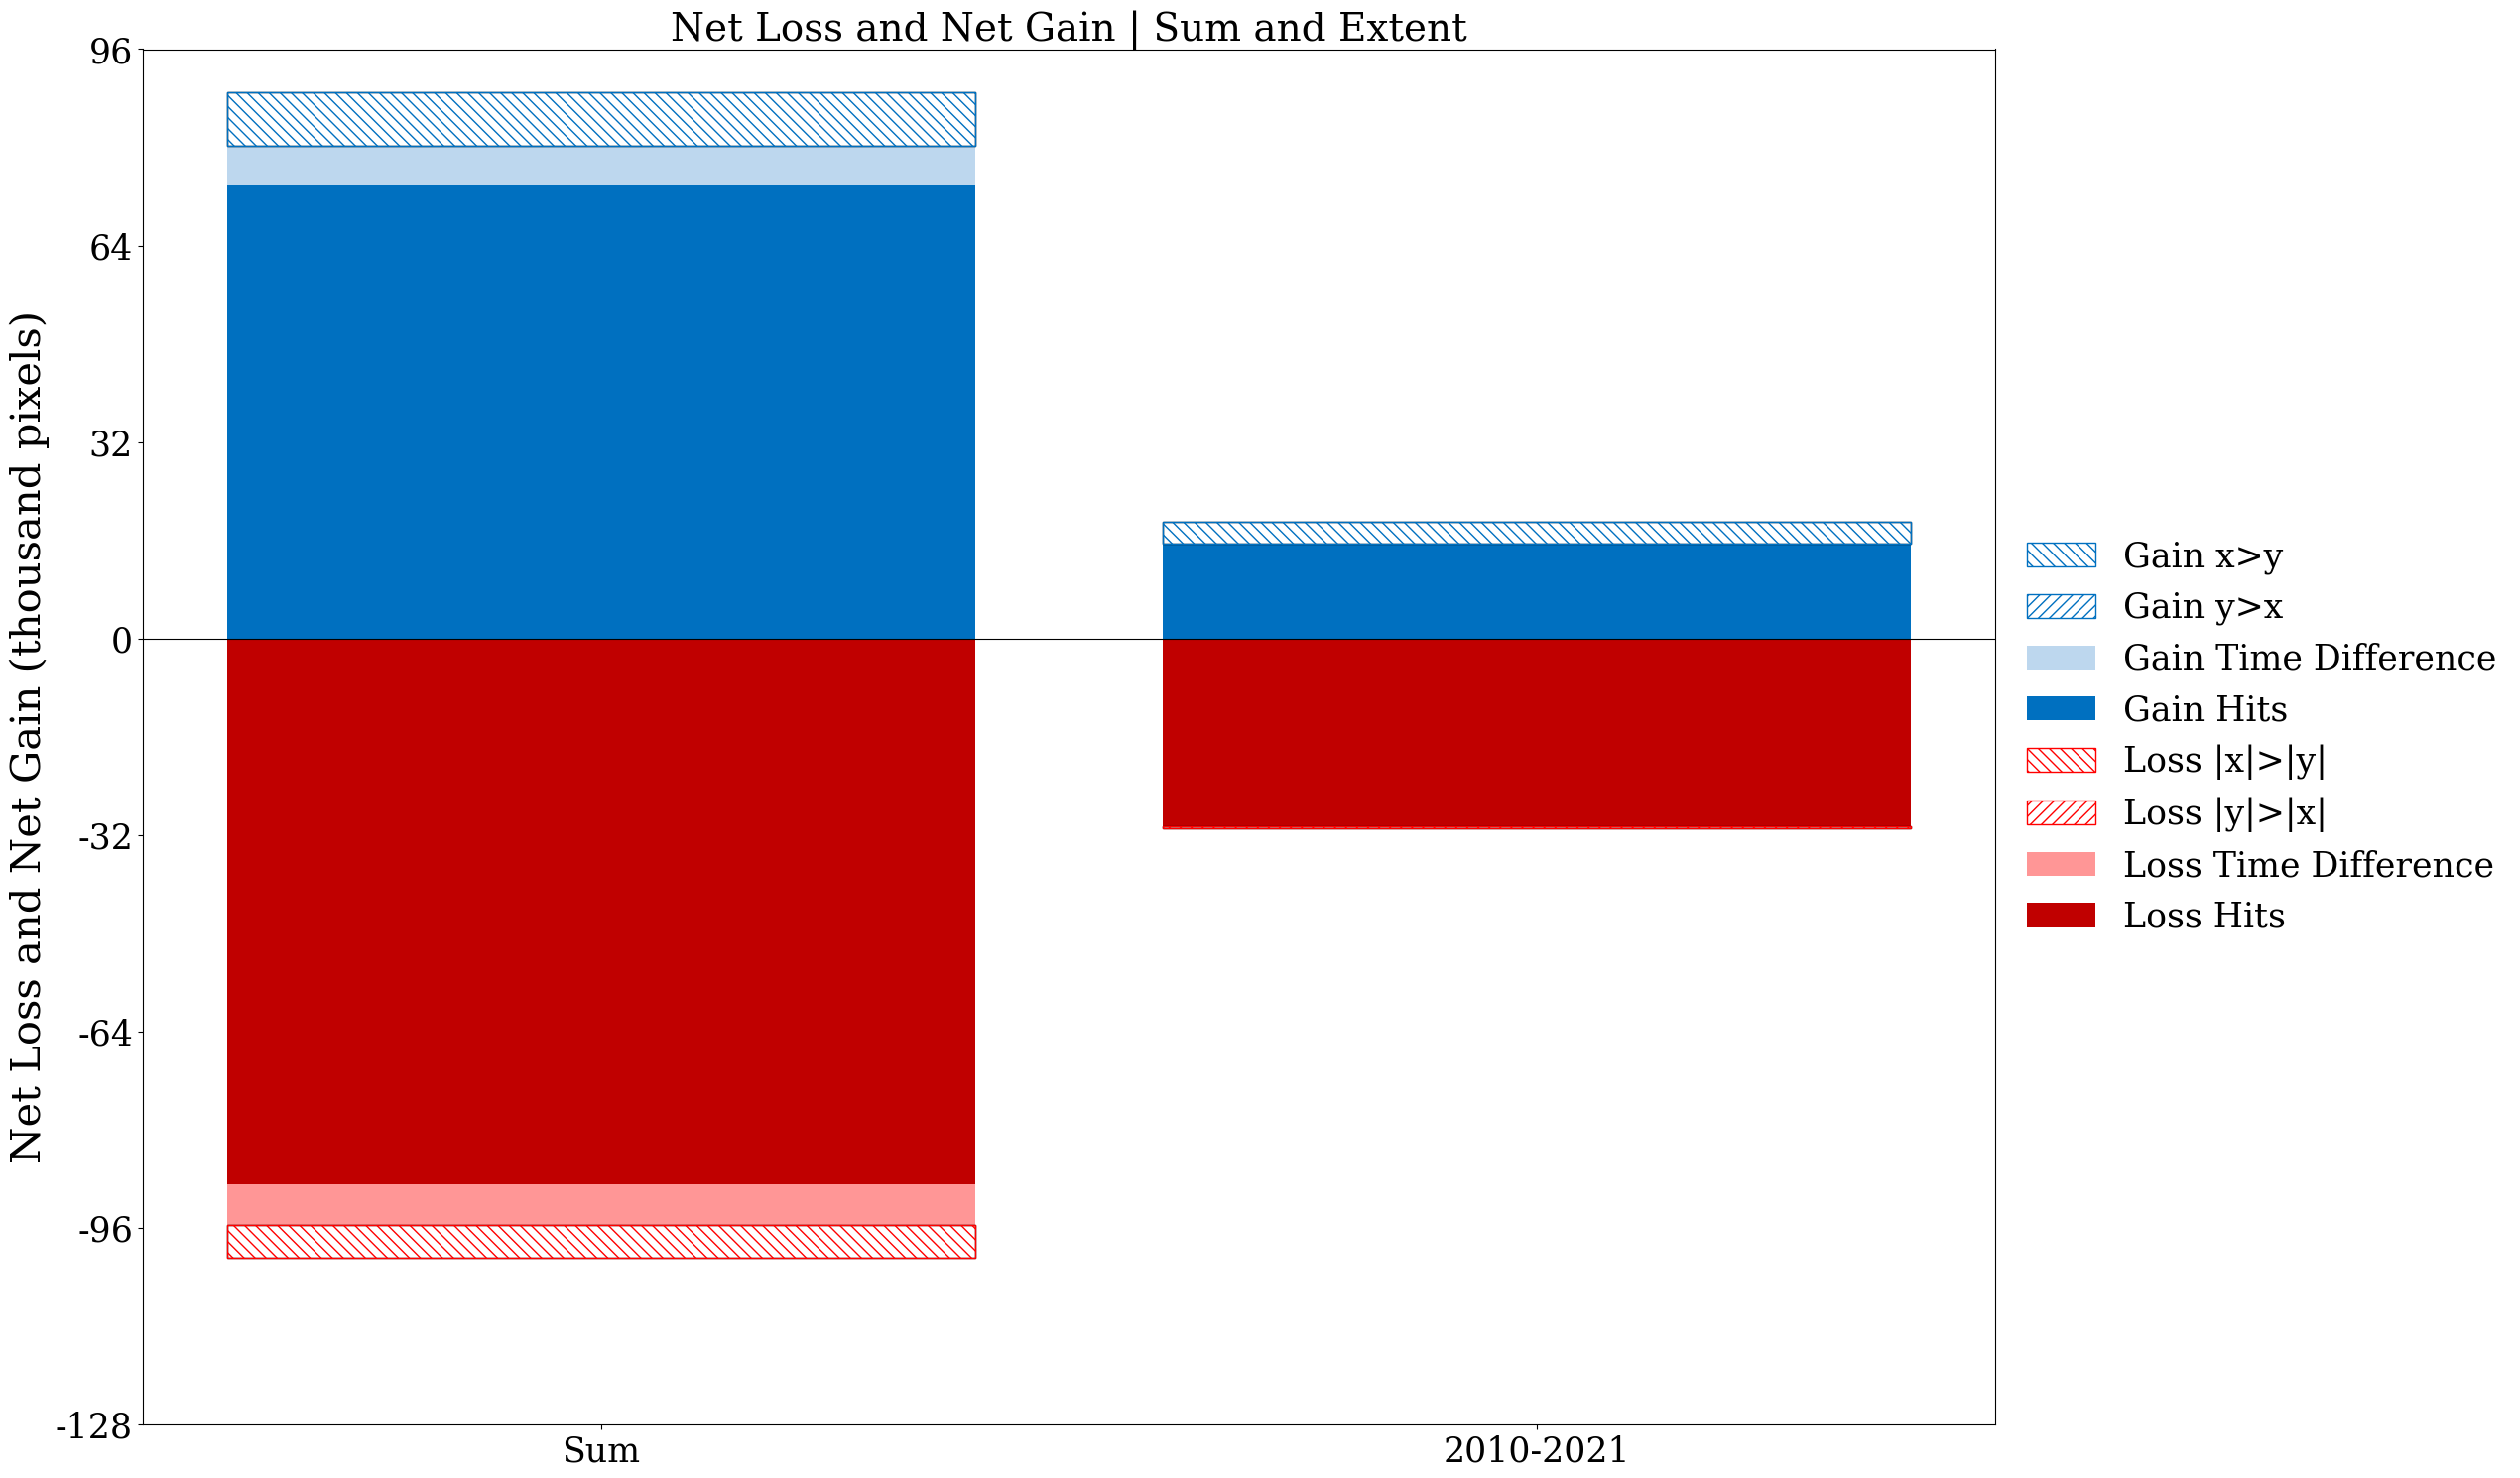 Net Loss and Net Gain | Sum and Extent
Net Loss and Net Gain (thousand pixels)
96
64
32
0
-32
-64
-96
-128
Sum
2010-2021
Gain x>y
Gain y>x
Gain Time Difference
Gain Hits
Loss |x|>|y|
Loss |y|>|x|
Loss Time Difference
Loss Hits